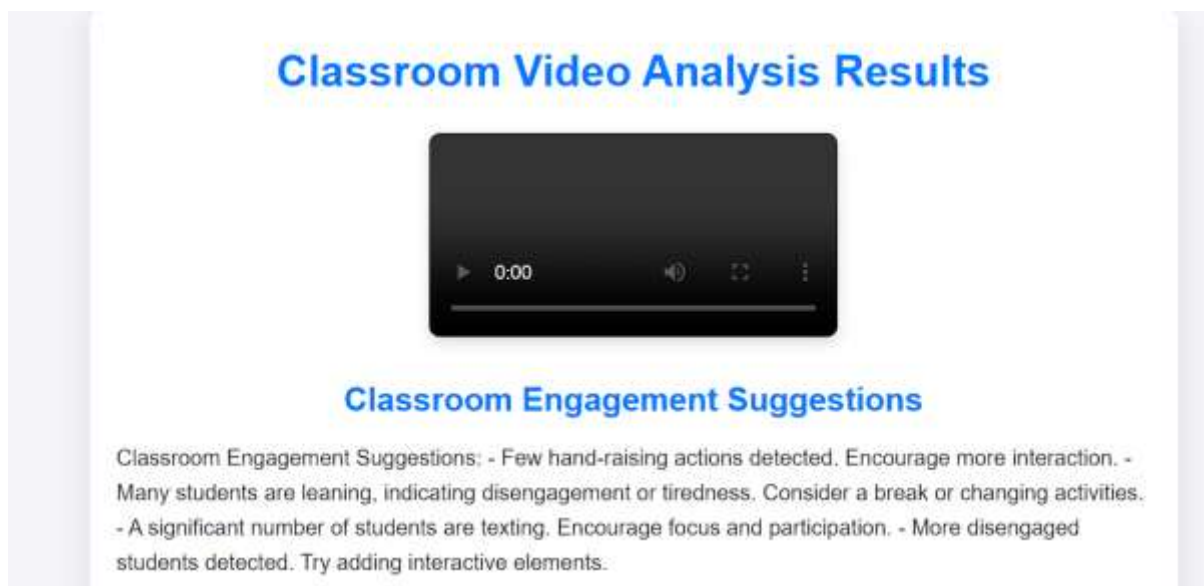 Classroom Video Analysis Results
0:00
Classroom Engagement Suggestions
Classroom Engagement Suggestions: - Few hand-raising actions detected. Encourage more interaction. -
Many students are leaning, indicating disengagement or tiredness. Consider a break or changing activities.
- A significant number of students are texting. Encourage focus and participation. - More disengaged
students detected. Try adding interactive elements.